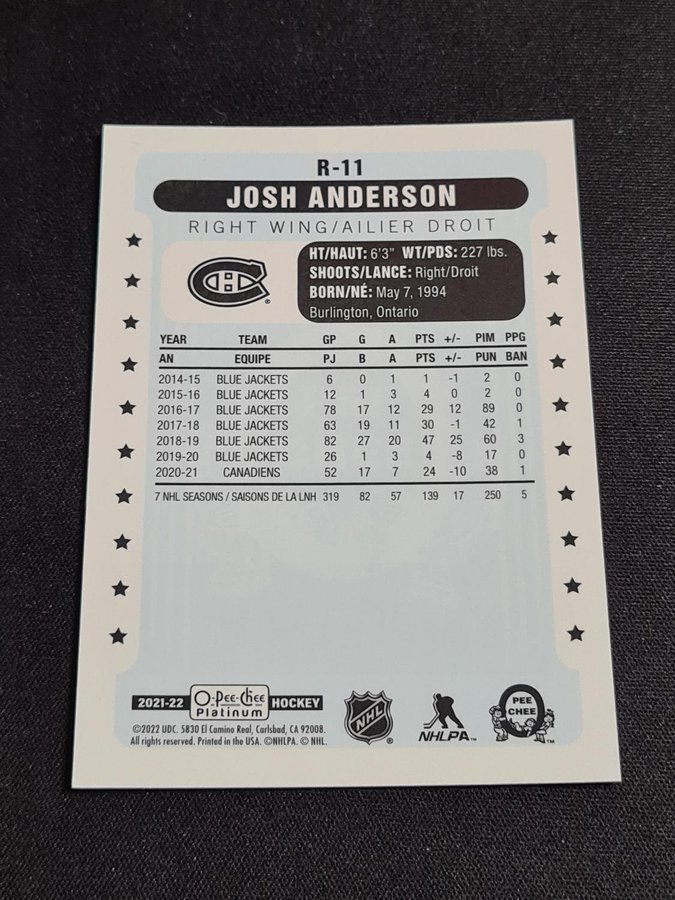 R-11
JOSH ANDERSON
RIGHT WING/AILIER DROIT
HT/HAUT: 6'3" WT/PDS: 227 lbs.
SHOOTS/LANCE: Right/Droit
BORN/NÉ: May 7, 1994
Burlington, Ontario
YEAR TEAM GP G A PTS +/- PIM PPG
AN EQUIPE PJ B A PTS +/- PUN BAN
2014-15 BLUE JACKETS 6 0 1 1 -1 2 0
2015-16 BLUE JACKETS 12 1 3 4 0 2 0
2016-17 BLUE JACKETS 78 17 12 29 12 89 0
2017-18 BLUE JACKETS 63 19 11 30 -1 42 1
2018-19 BLUE JACKETS 82 27 20 47 25 60 3
2019-20 BLUE JACKETS 26 1 3 4 -8 17 0
2020-21 CANADIENS 52 17 7 24 -10 38 1
7 NHL SEASONS / SAISONS DE LA LNH 319 82 57 139 17 250 5
2021-22 O-Pee-Chee Platinum HOCKEY
NHL
NHLPA™
O PEE CHEE™
©2022 UDC. 5830 El Camino Real, Carlsbad, CA 92008.
All rights reserved. Printed in the USA. ©NHLPA. © NHL.